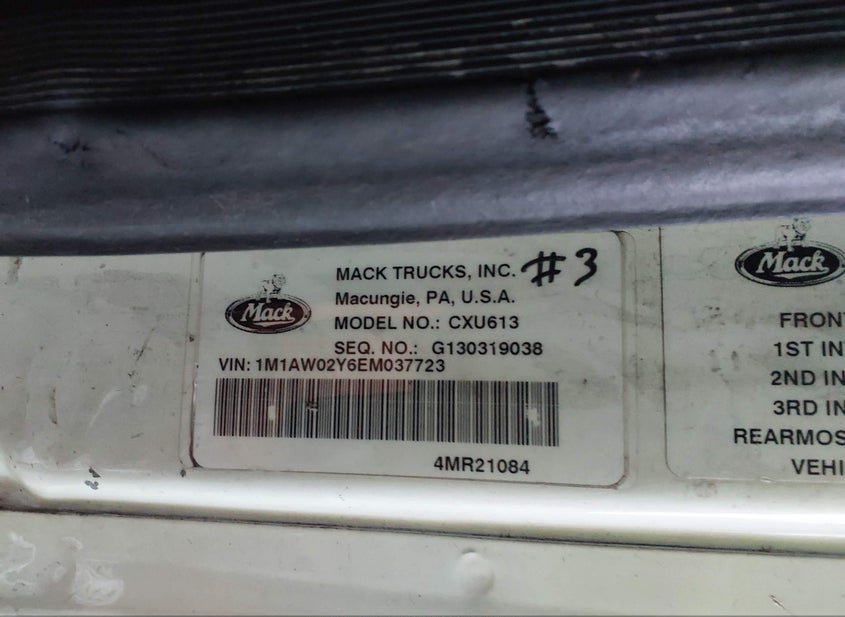 MACK TRUCKS, INC. #3
Mack
Macungie, PA, U.S.A.
MODEL NO.: CXU613
SEQ. NO.: G130319038
VIN: 1M1AW02Y6EM037723
4MR21084
Mack
FRON
1ST IN
2ND IN
3RD IN
REARMOS
VEHI